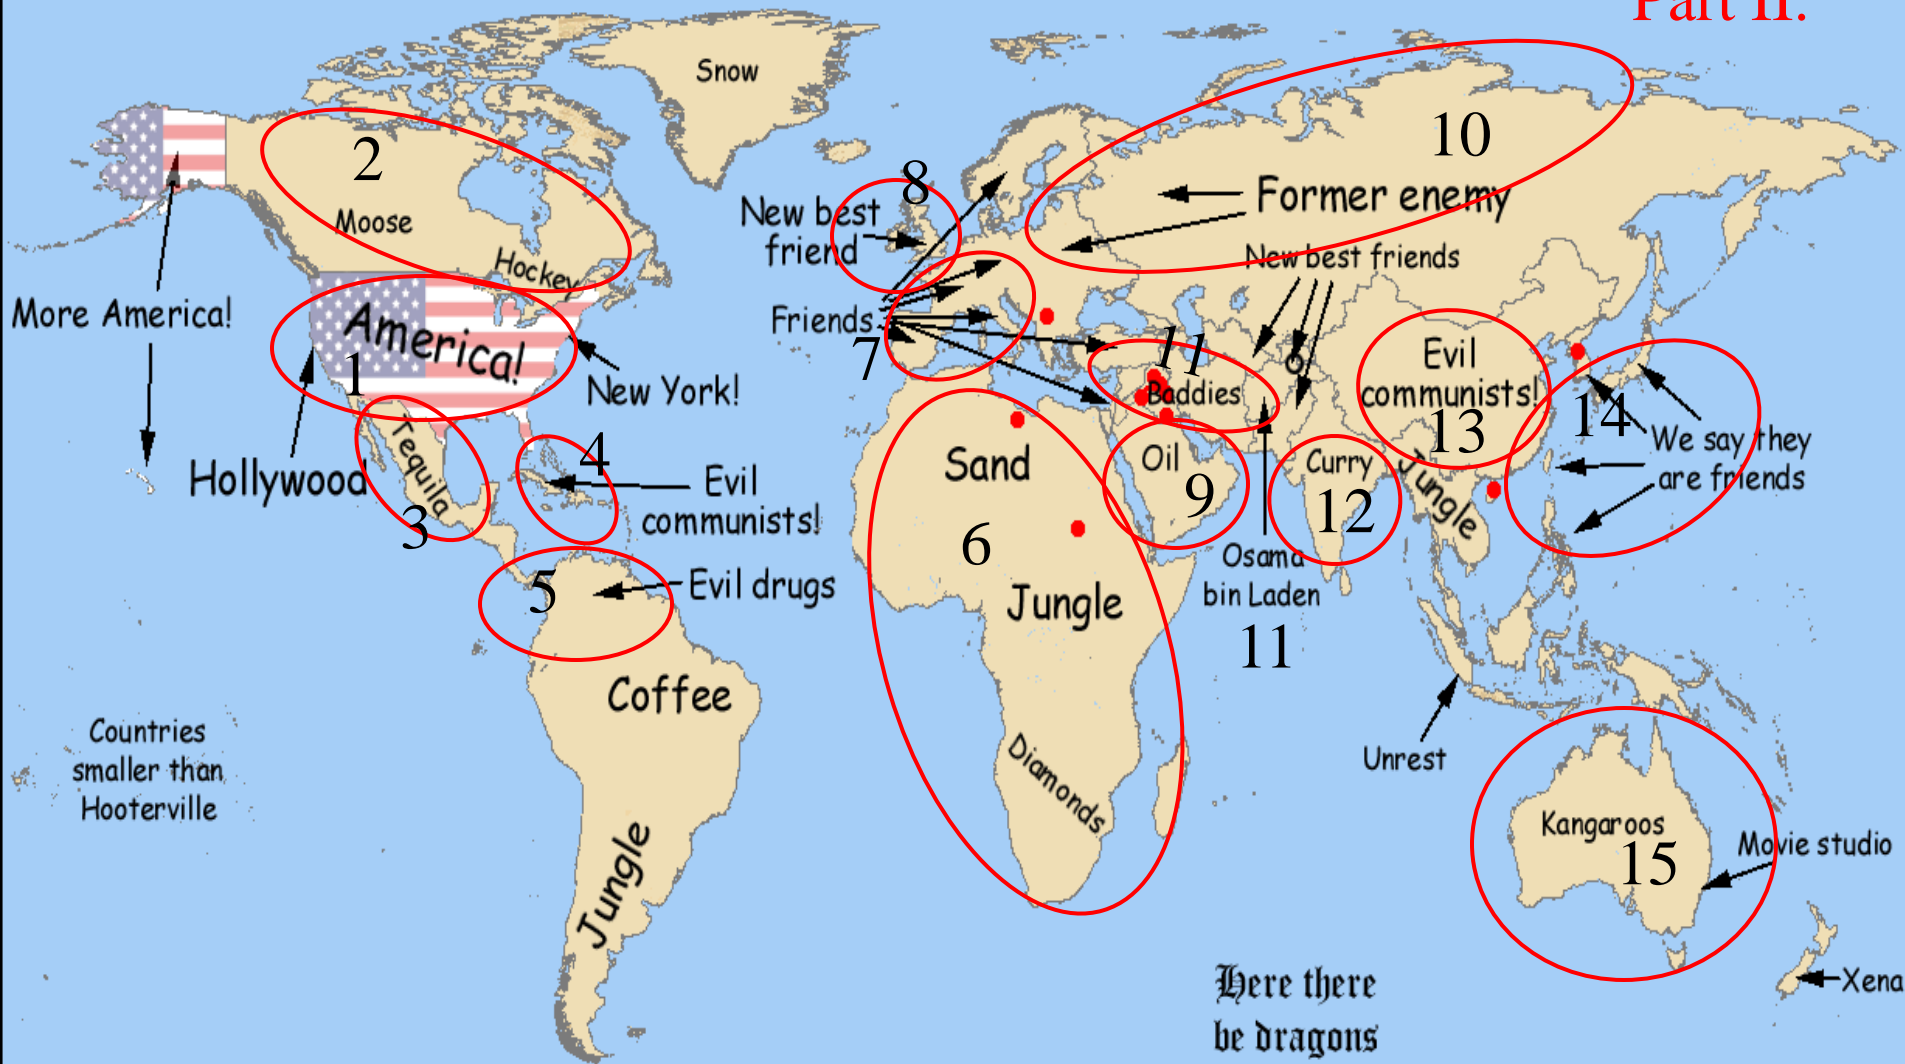 Part II.
Snow
2
Moose
Hockey
More America!
America!
1
New York!
Hollywood
Tequila
3
4
Evil
communists!
5
Evil drugs
Coffee
Jungle
Countries
smaller than
Hooterville
8
New best
friend
Friends
7
10
Former enemy
New best friends
11
Baddies
Sand
6
Jungle
Diamonds
Oil
9
Osama
bin Laden
11
Curry
12
Evil
communists!
13
Jungle
14
We say they
are friends
Unrest
Kangaroos
15
Movie studio
Xena
Here there
be dragons